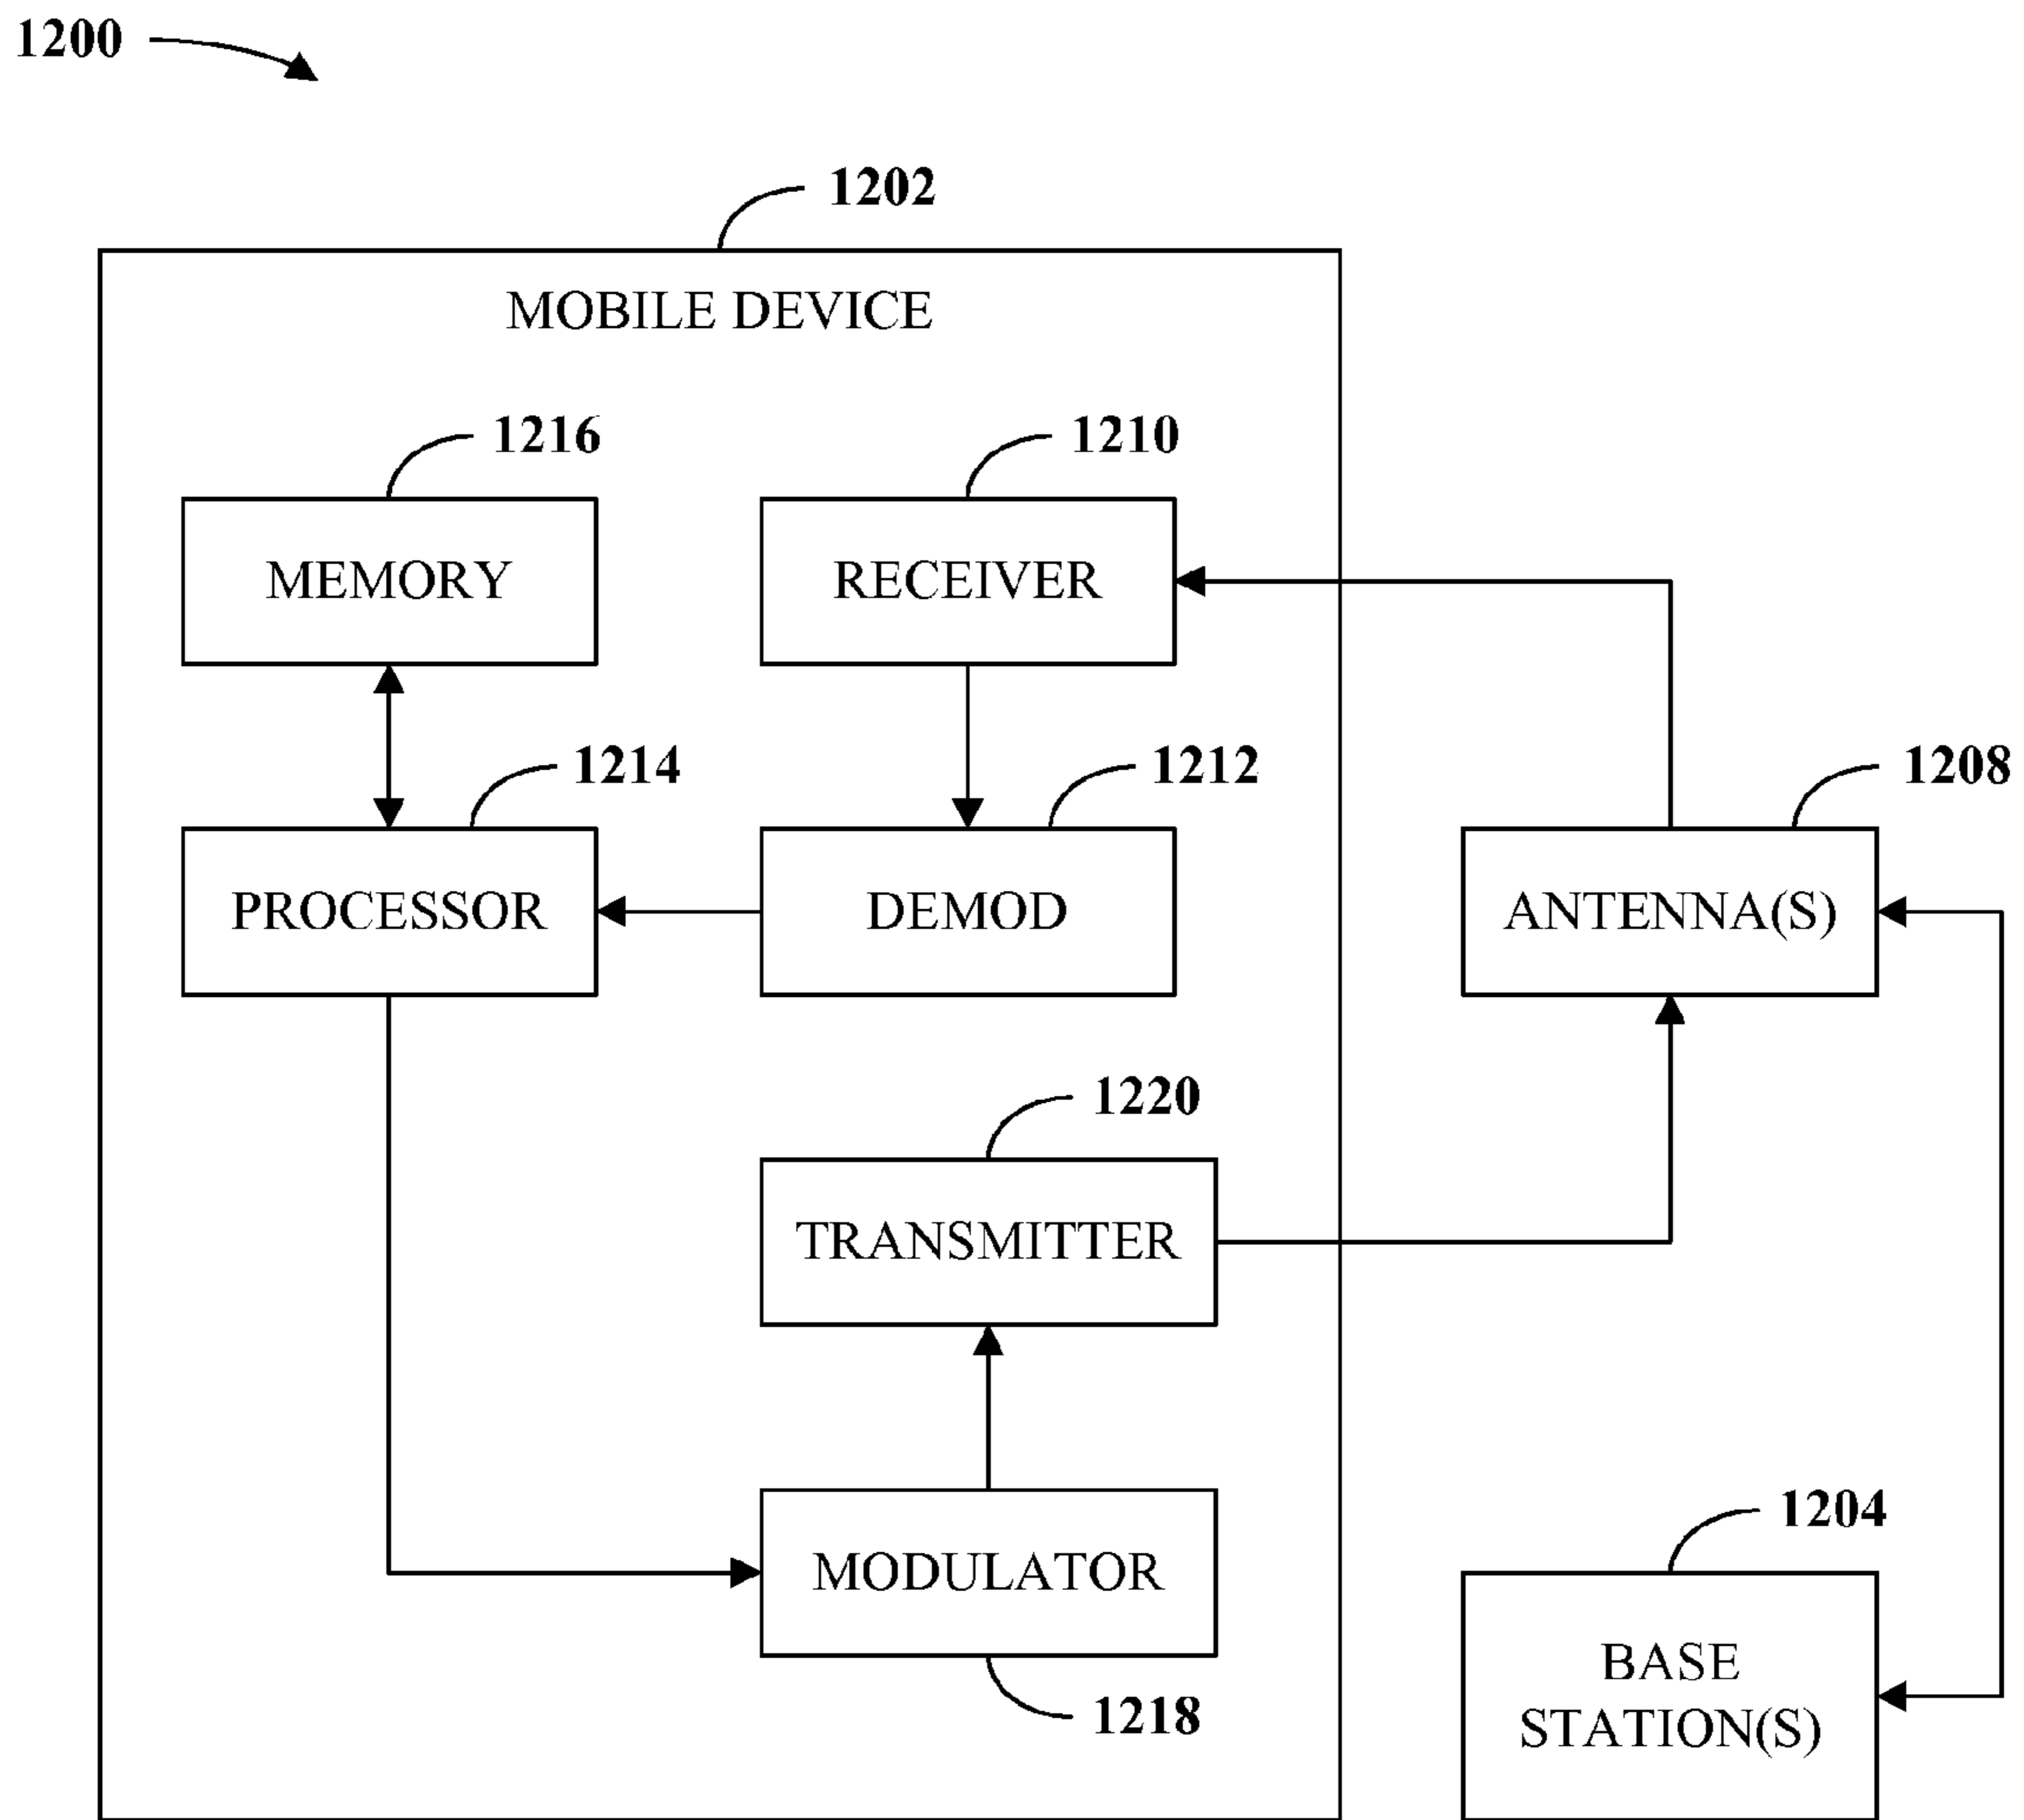 1200
1202
MOBILE DEVICE
1216
1210
MEMORY
RECEIVER
1214
1212
1208
PROCESSOR
DEMOD
ANTENNA(S)
1220
TRANSMITTER
1204
MODULATOR
BASE
STATION(S)
1218